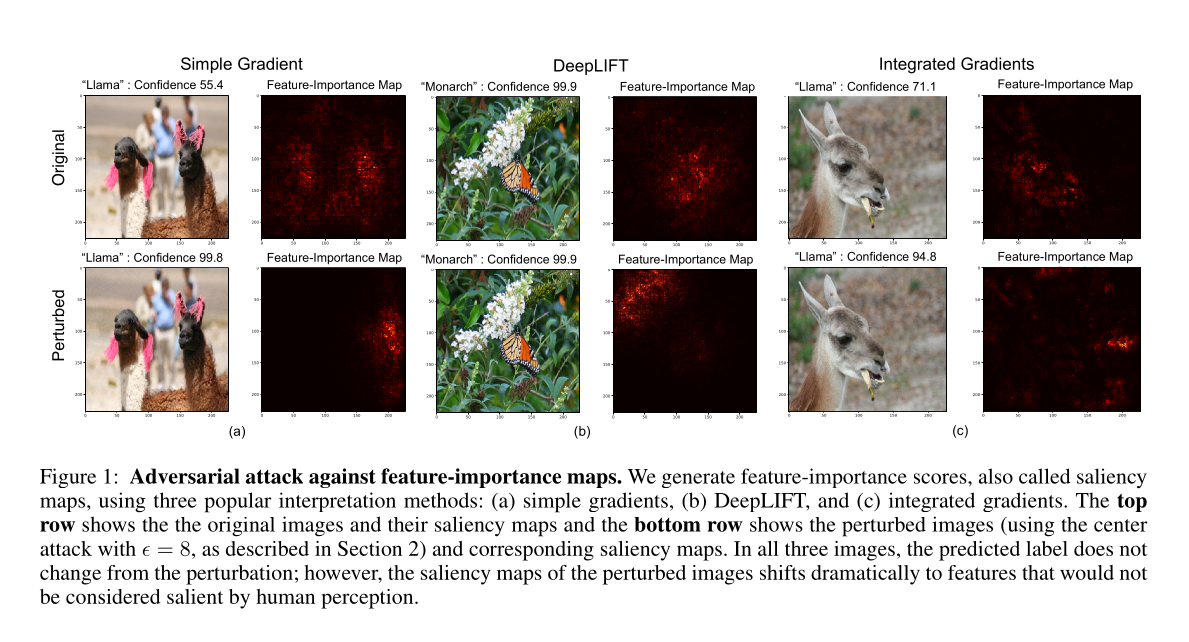 Simple Gradient
DeepLIFT
Integrated Gradients
“Llama” : Confidence 55.4
Feature-Importance Map
“Monarch” : Confidence 99.9
Feature-Importance Map
“Llama” : Confidence 71.1
Feature-Importance Map
Original
“Llama” : Confidence 99.8
Feature-Importance Map
“Monarch” : Confidence 99.9
Feature-Importance Map
“Llama” : Confidence 94.8
Feature-Importance Map
Perturbed
(a)
(b)
(c)
Figure 1: Adversarial attack against feature-importance maps. We generate feature-importance scores, also called saliency
maps, using three popular interpretation methods: (a) simple gradients, (b) DeepLIFT, and (c) integrated gradients. The top
row shows the the original images and their saliency maps and the bottom row shows the perturbed images (using the center
attack with ϵ = 8, as described in Section 2) and corresponding saliency maps. In all three images, the predicted label does not
change from the perturbation; however, the saliency maps of the perturbed images shifts dramatically to features that would not
be considered salient by human perception.